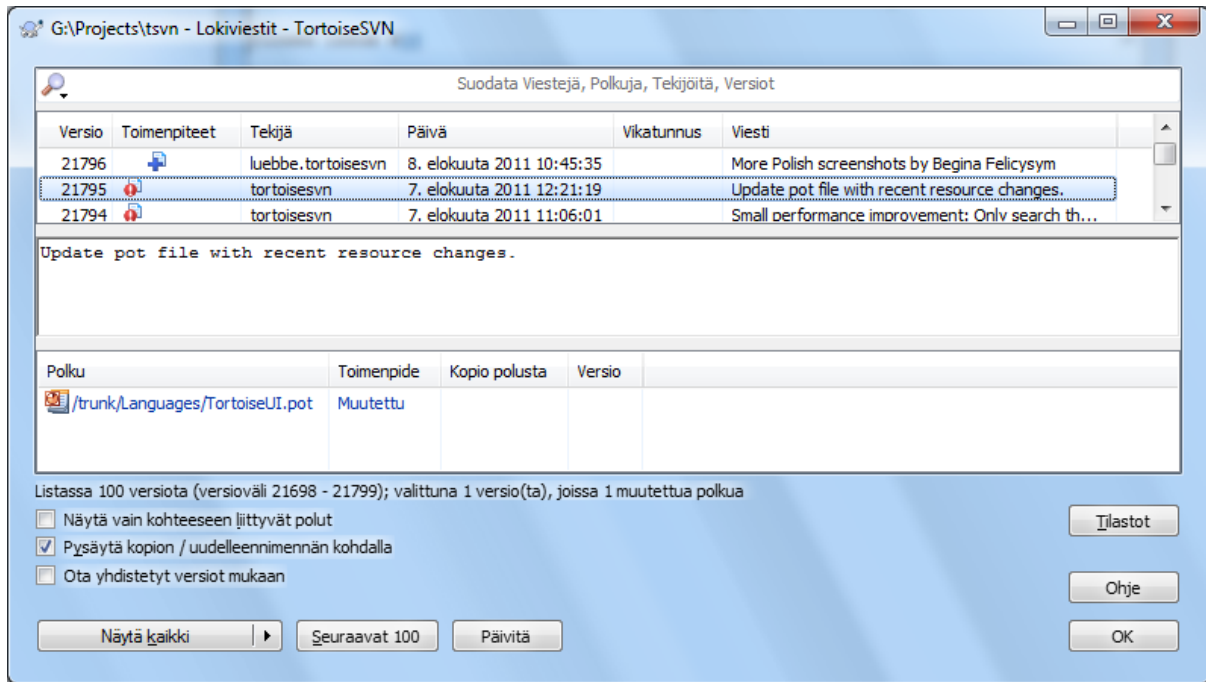 G:\Projects\tsvn - Lokiviestit - TortoiseSVN
Suodata Viestejä, Polkuja, Tekijöitä, Versiot
Versio Toimenpiteet Tekijä Päivä Vikatunnus Viesti
21796 luebbe.tortoisesvn 8. elokuuta 2011 10:45:35 More Polish screenshots by Begina Felicysym
21795 tortoisesvn 7. elokuuta 2011 12:21:19 Update pot file with recent resource changes.
21794 tortoisesvn 7. elokuuta 2011 11:06:01 Small performance improvement: Only search th...
Update pot file with recent resource changes.
Polku Toimenpide Kopio polusta Versio
/trunk/Languages/TortoiseUI.pot Muutettu
Listassa 100 versiota (versioväli 21698 - 21799); valittuna 1 versio(ta), joissa 1 muutettua polkua
Näytä vain kohteeseen liittyvät polut
Tilastot
Pysäytä kopion / uudelleennimennän kohdalla
Ota yhdistetyt versiot mukaan
Ohje
Näytä kaikki Seuraavat 100 Päivitä OK